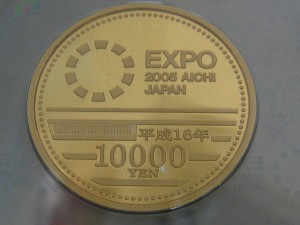 EXPO
2005 AICHI
JAPAN
平成16年
10000
YEN